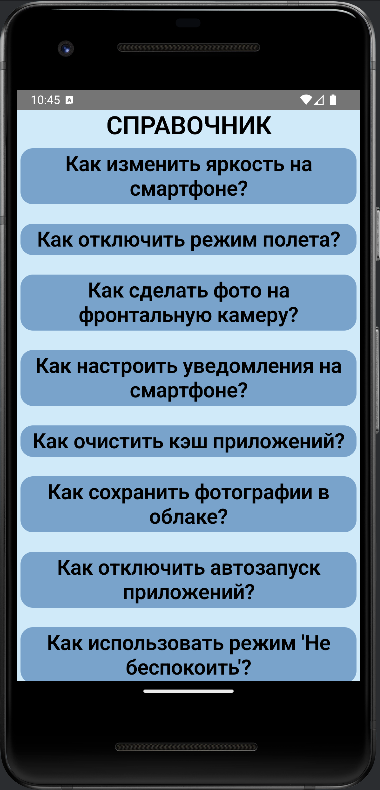 10:45
СПРАВОЧНИК
Как изменить яркость на
смартфоне?
Как отключить режим полета?
Как сделать фото на
фронтальную камеру?
Как настроить уведомления на
смартфоне?
Как очистить кэш приложений?
Как сохранить фотографии в
облаке?
Как отключить автозапуск
приложений?
Как использовать режим 'Не
беспокоить'?